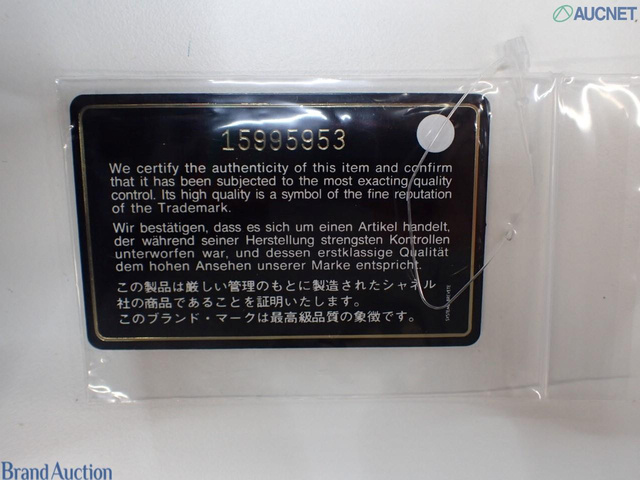 AUCNET
15995953
We certify the authenticity of this item and confirm
that it has been subjected to the most exacting quality
control. Its high quality is a symbol of the fine reputation
of the Trademark.
Wir bestätigen, dass es sich um einen Artikel handelt,
der während seiner Herstellung strengsten Kontrollen
unterworfen war, und dessen erstklassige Qualität
dem hohen Ansehen unserer Marke entspricht.
この製品は厳しい管理のもとに製造されたシャネル
社の商品であることを証明いたします。
このブランド・マークは最高級品質の象徴です。
Brand Auction